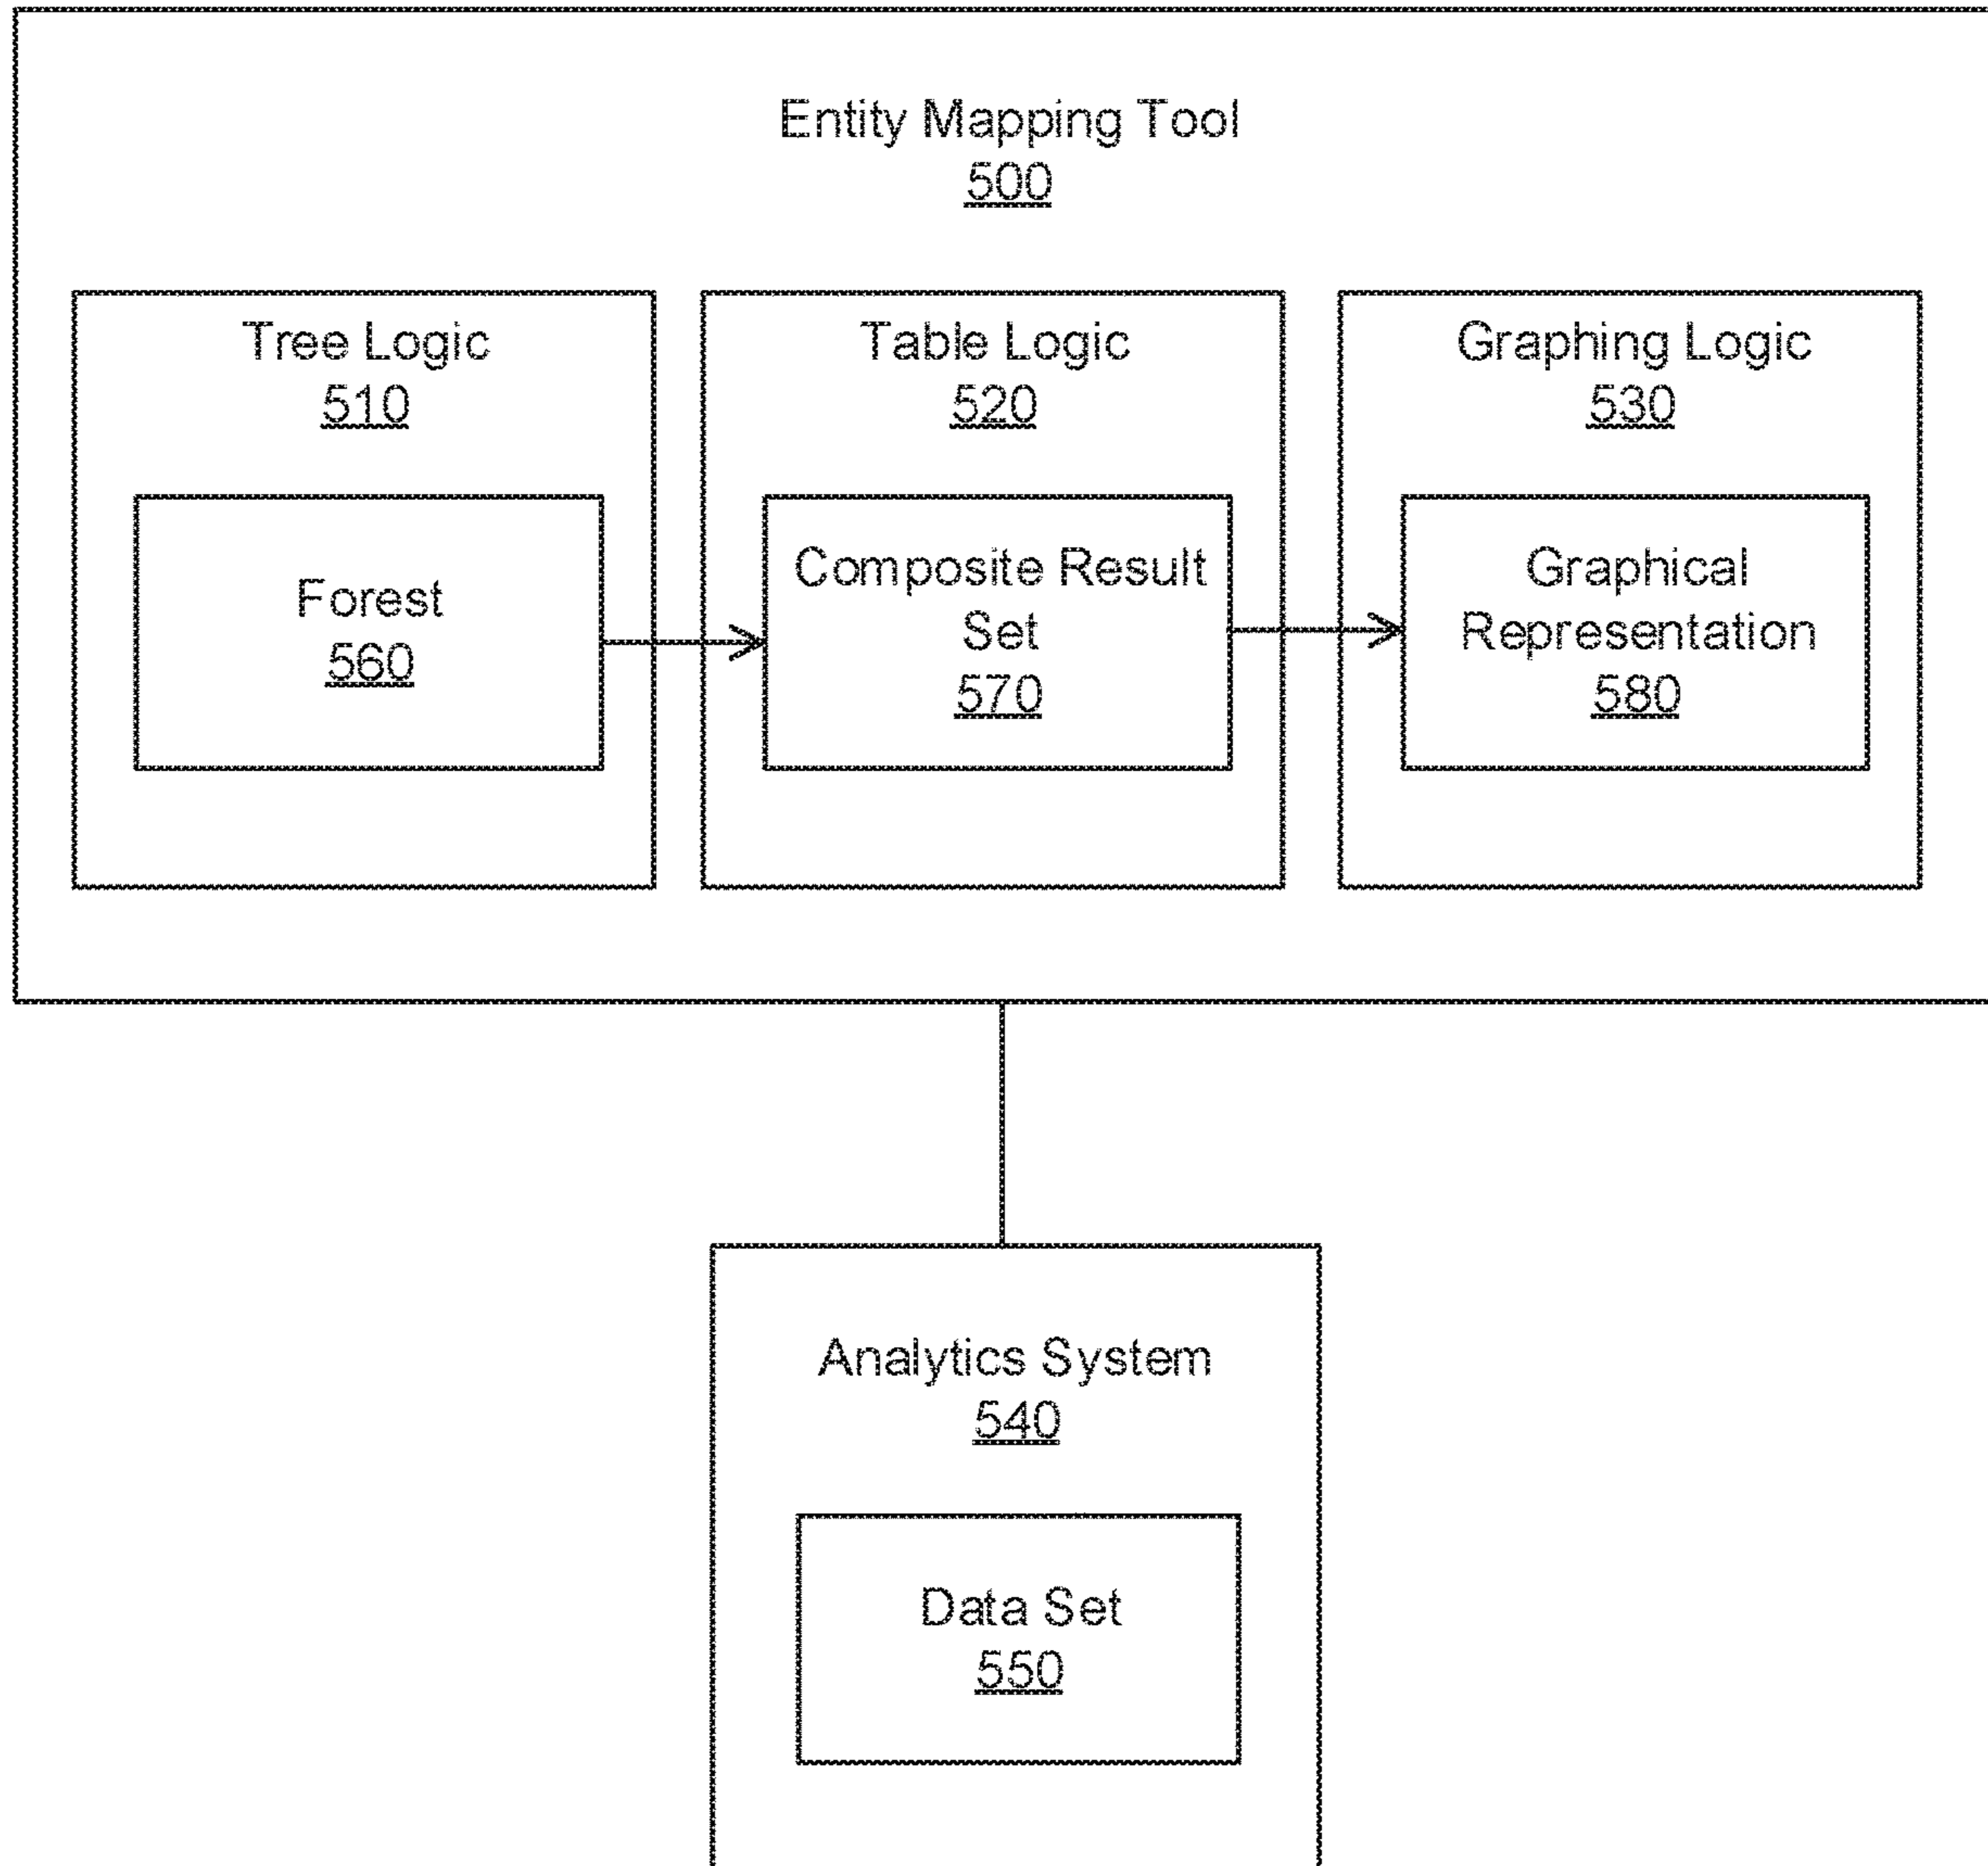 Entity Mapping Tool
500
Tree Logic
510
Table Logic
520
Graphing Logic
530
Forest
560
Composite Result
Set
570
Graphical
Representation
580
Analytics System
540
Data Set
550